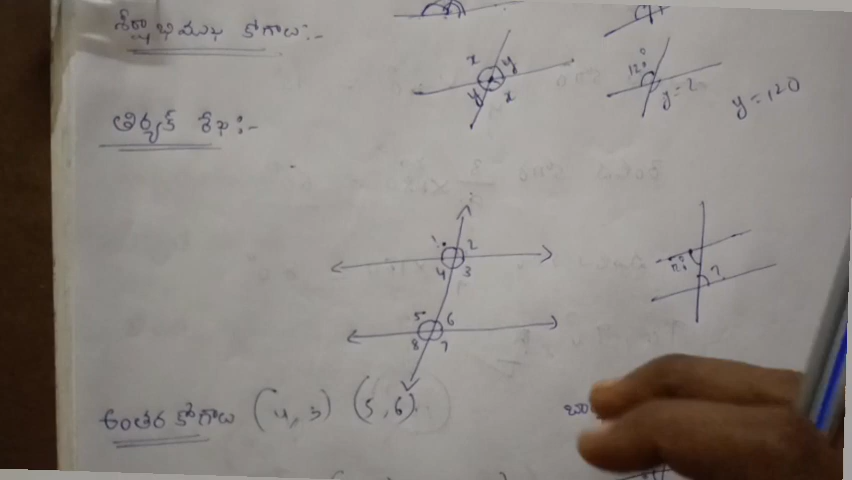 శీర్షాభిముఖ కోణాలు:-
x y
y x
120°
y=?
y=120
తిర్యక్ రేఖ:-
1 2
4 3
120°
?
5 6
8 7
అంతర కోణాలు (4,3) (5,6)